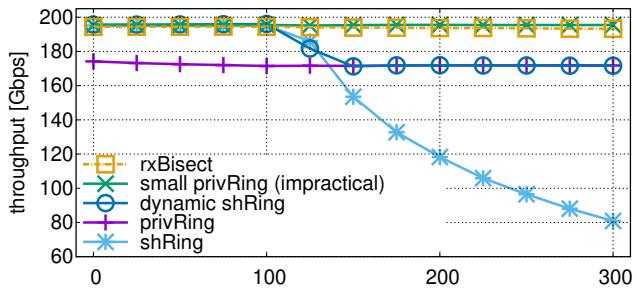 throughput [Gbps]
200
180
160
140
120
100
80
60
rxBisect
small privRing (impractical)
dynamic shRing
privRing
shRing
0 100 200 300